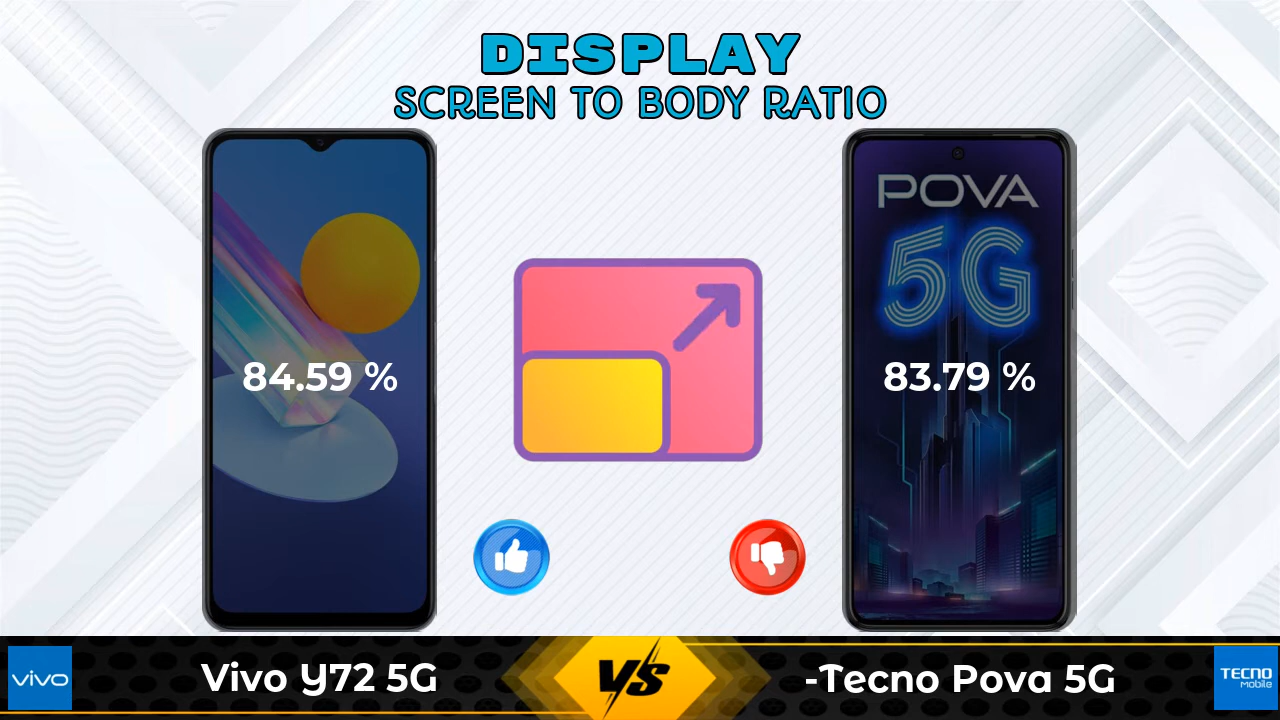 DISPLAY
SCREEN TO BODY RATIO
POVA
5G
84.59 %
83.79 %
vivo
Vivo Y72 5G
VS
-Tecno Pova 5G
TECNO
mobile